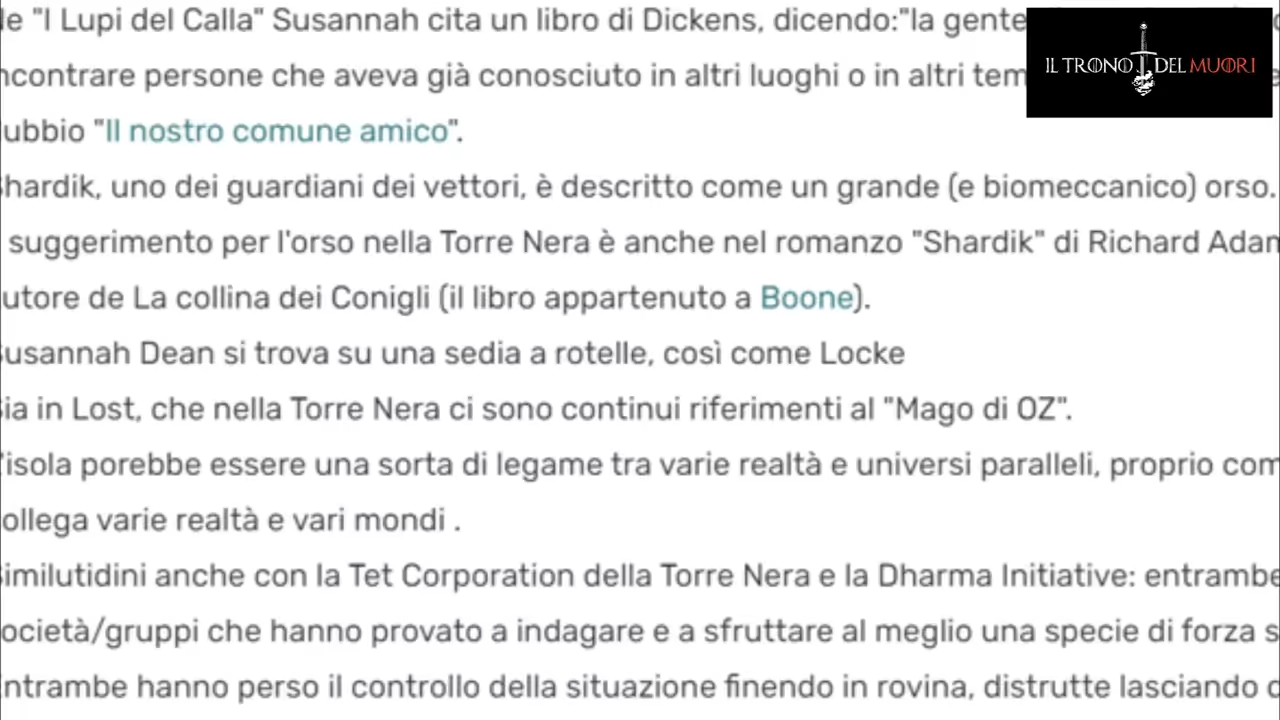 le "I Lupi del Calla" Susannah cita un libro di Dickens, dicendo:"la gente
ncontrare persone che aveva già conosciuto in altri luoghi o in altri tem
IL TRONO DEL MUORI
dubbio "Il nostro comune amico".
Shardik, uno dei guardiani dei vettori, è descritto come un grande (e biomeccanico) orso.
suggerimento per l'orso nella Torre Nera è anche nel romanzo "Shardik" di Richard Adam
utore de La collina dei Conigli (il libro appartenuto a Boone).
Susannah Dean si trova su una sedia a rotelle, così come Locke
Sia in Lost, che nella Torre Nera ci sono continui riferimenti al "Mago di OZ".
'isola porebbe essere una sorta di legame tra varie realtà e universi paralleli, proprio com
ollega varie realtà e vari mondi .
Similutidini anche con la Tet Corporation della Torre Nera e la Dharma Initiative: entrambe
ocietà/gruppi che hanno provato a indagare e a sfruttare al meglio una specie di forza s
Entrambe hanno perso il controllo della situazione finendo in rovina, distrutte lasciando